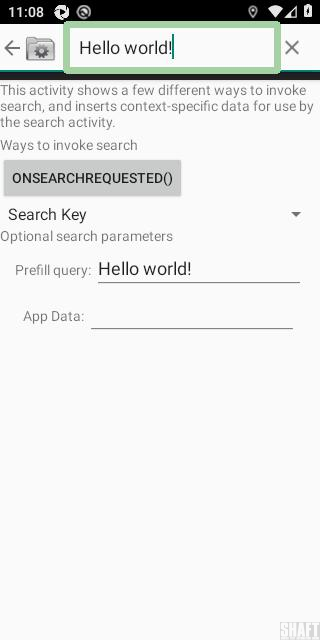 11:08
Hello world!
This activity shows a few different ways to invoke
search, and inserts context-specific data for use by
the search activity.
Ways to invoke search
ONSEARCHREQUESTED()
Search Key
Optional search parameters
Prefill query: Hello world!
App Data:
SHAFT